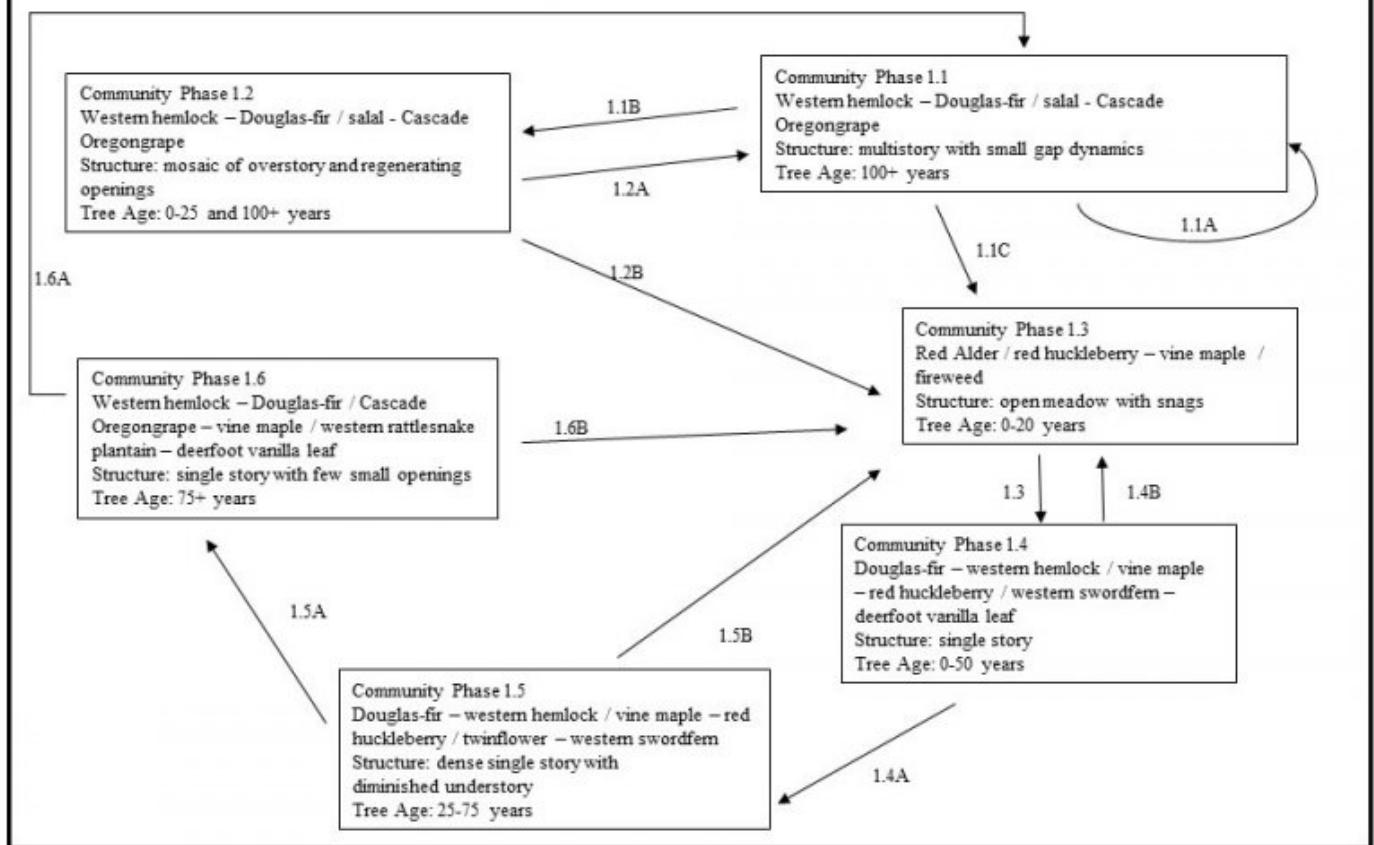 Community Phase 1.2
Western hemlock – Douglas-fir / salal - Cascade
Oregongrape
Structure: mosaic of overstory and regenerating
openings
Tree Age: 0-25 and 100+ years
1.1B
1.2A
Community Phase 1.1
Western hemlock – Douglas-fir / salal - Cascade
Oregongrape
Structure: multistory with small gap dynamics
Tree Age: 100+ years
1.1A
1.1C
1.2B
1.6A
Community Phase 1.3
Red Alder / red huckleberry – vine maple /
fireweed
Structure: open meadow with snags
Tree Age: 0-20 years
Community Phase 1.6
Western hemlock – Douglas-fir / Cascade
Oregongrape – vine maple / western rattlesnake
plantain – deerfoot vanilla leaf
Structure: single story with few small openings
Tree Age: 75+ years
1.6B
1.3
1.4B
Community Phase 1.4
Douglas-fir – western hemlock / vine maple
– red huckleberry / western swordfern –
deerfoot vanilla leaf
Structure: single story
Tree Age: 0-50 years
1.5A
1.5B
Community Phase 1.5
Douglas-fir – western hemlock / vine maple – red
huckleberry / twinflower – western swordfern
Structure: dense single story with
diminished understory
Tree Age: 25-75 years
1.4A